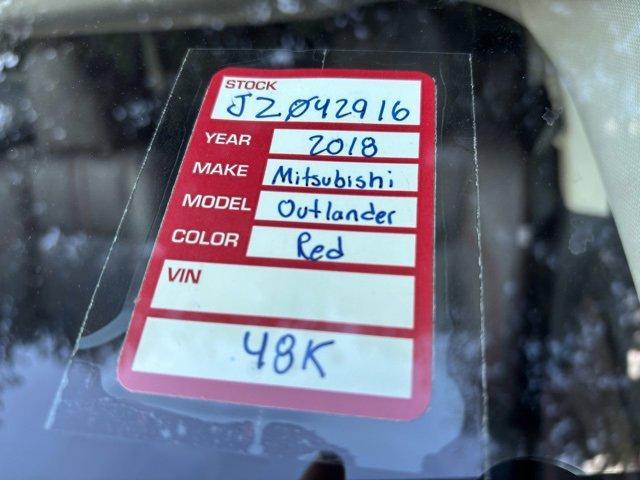 STOCK
JZ042916
YEAR 2018
MAKE Mitsubishi
MODEL Outlander
COLOR Red
VIN
48K